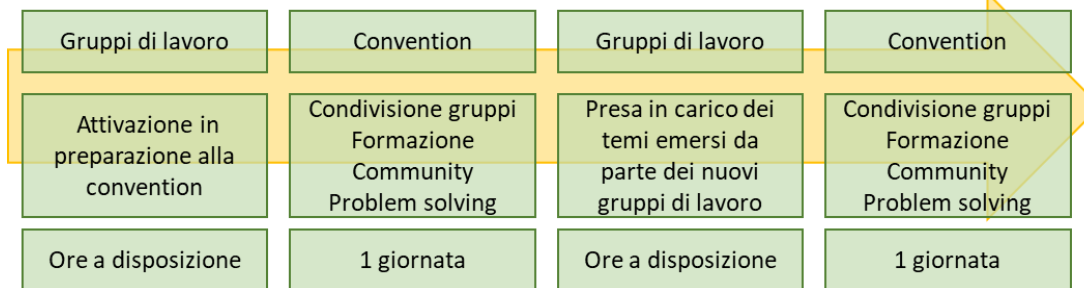 Gruppi di lavoro
Convention
Gruppi di lavoro
Convention
Attivazione in
preparazione alla
convention
Condivisione gruppi
Formazione
Community
Problem solving
Presa in carico dei
temi emersi da
parte dei nuovi
gruppi di lavoro
Condivisione gruppi
Formazione
Community
Problem solving
Ore a disposizione
1 giornata
Ore a disposizione
1 giornata